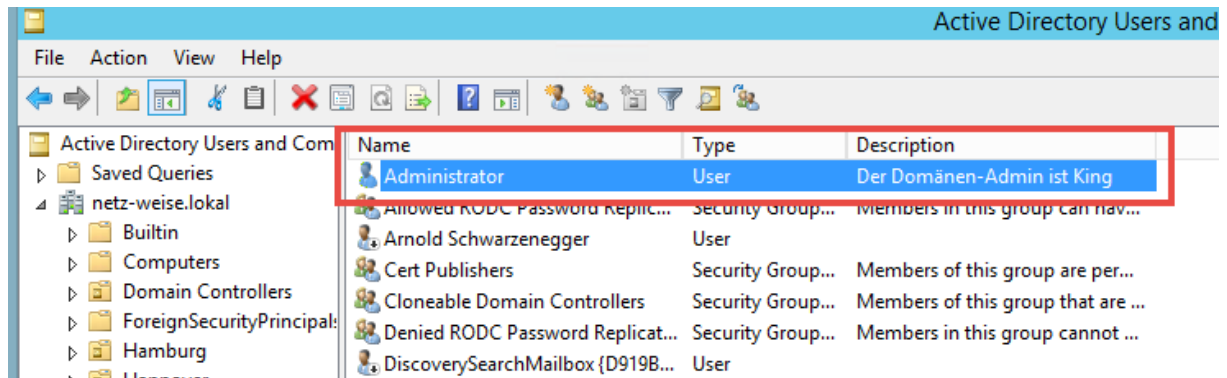 Active Directory Users and
File Action View Help
Active Directory Users and Com
Saved Queries
netz-weise.lokal
Builtin
Computers
Domain Controllers
ForeignSecurityPrincipals
Hamburg
Hannover
Name Type Description
Administrator User Der Domänen-Admin ist King
Allowed RODC Password Replic... Security Group... Members in this group can hav...
Arnold Schwarzenegger User
Cert Publishers Security Group... Members of this group are per...
Cloneable Domain Controllers Security Group... Members of this group that are ...
Denied RODC Password Replicat... Security Group... Members in this group cannot ...
DiscoverySearchMailbox {D919B... User